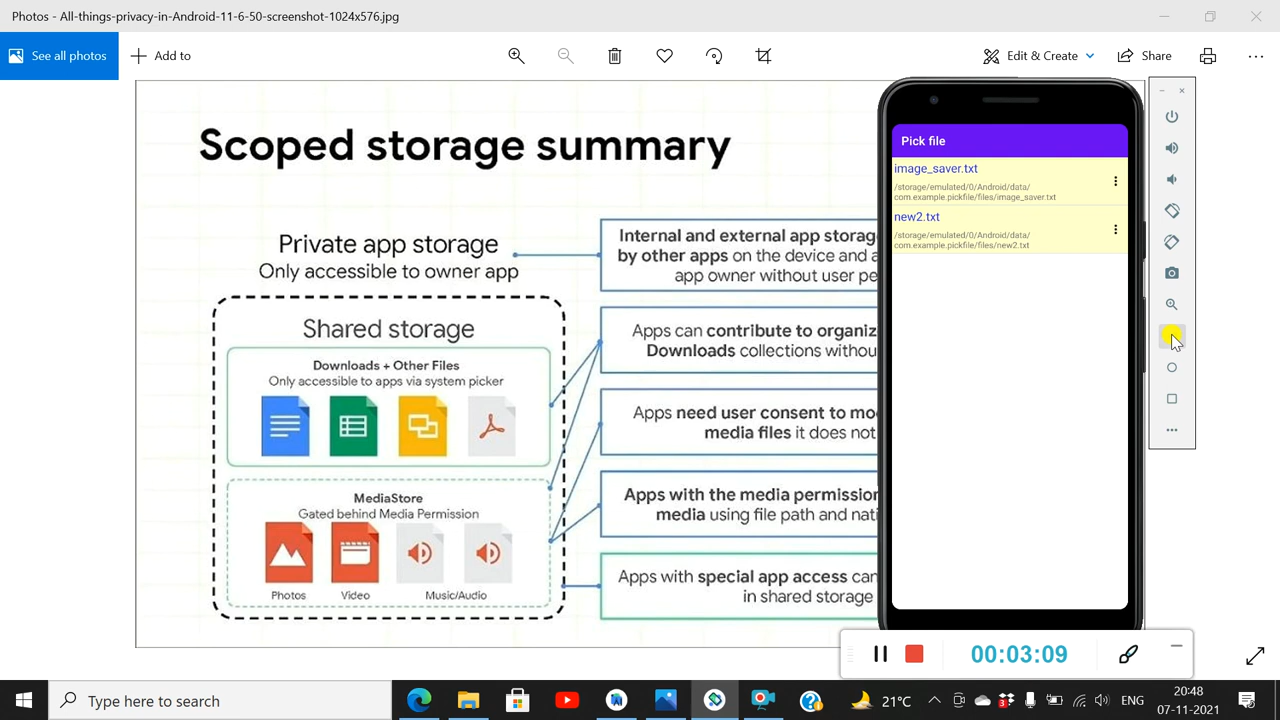 Photos - All-things-privacy-in-Android-11-6-50-screenshot-1024x576.jpg
See all photos
Add to
Edit & Create
Share
Scoped storage summary
Private app storage
Only accessible to owner app
Shared storage
Downloads + Other Files
Only accessible to apps via system picker
MediaStore
Gated behind Media Permission
Photos
Video
Music/Audio
Internal and external app storage
by other apps on the device and a
app owner without user pe
Apps can contribute to organiz
Downloads collections withou
Apps need user consent to mo
media files it does not
Apps with the media permission
media using file path and nati
Apps with special app access can
in shared storage
Pick file
image_saver.txt
/storage/emulated/0/Android/data/
com.example.pickfile/files/image_saver.txt
new2.txt
/storage/emulated/0/Android/data/
com.example.pickfile/files/new2.txt
00:03:09
Type here to search
3
21°C
ENG
20:48
07-11-2021